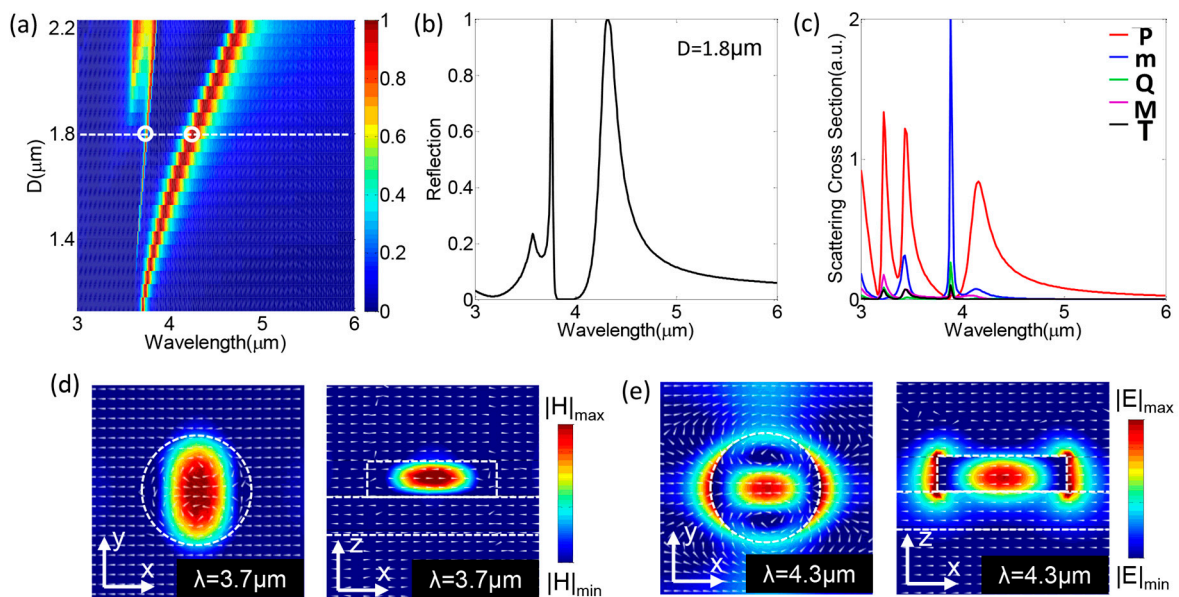 (a)
2.2
1.8
1.4
D(μm)
3 4 5 6
Wavelength(μm)
1
0.8
0.6
0.4
0.2
0
(b)
D=1.8μm
1
0.8
0.6
0.4
0.2
0
Reflection
3 4 5 6
Wavelength(μm)
(c)
2
1
0
Scattering Cross Section(a.u.)
P
m
Q
M
T
3 4 5 6
Wavelength(μm)
(d)
y
x
λ=3.7μm
z
x
λ=3.7μm
|H|max
|H|min
(e)
y
x
λ=4.3μm
z
x
λ=4.3μm
|E|max
|E|min